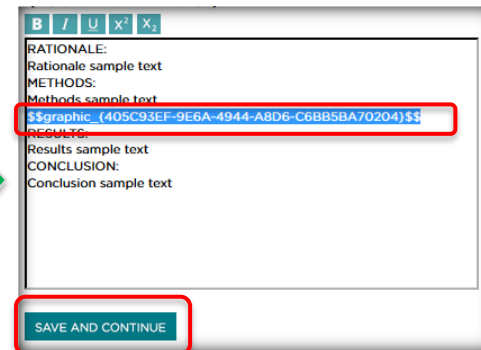 B I U X² X₂
RATIONALE:
Rationale sample text
METHODS:
Methods sample text
$$graphic_{405C93EF-9E6A-4944-A8D6-C6BB5BA70204}$$
RESULTS:
Results sample text
CONCLUSION:
Conclusion sample text
SAVE AND CONTINUE